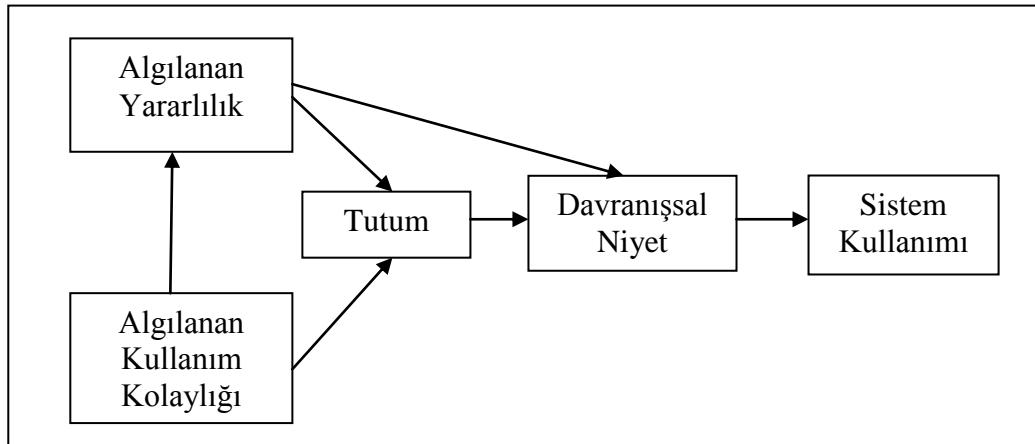 Algılanan
Yararlılık
Tutum
Davranışsal
Niyet
Sistem
Kullanımı
Algılanan
Kullanım
Kolaylığı